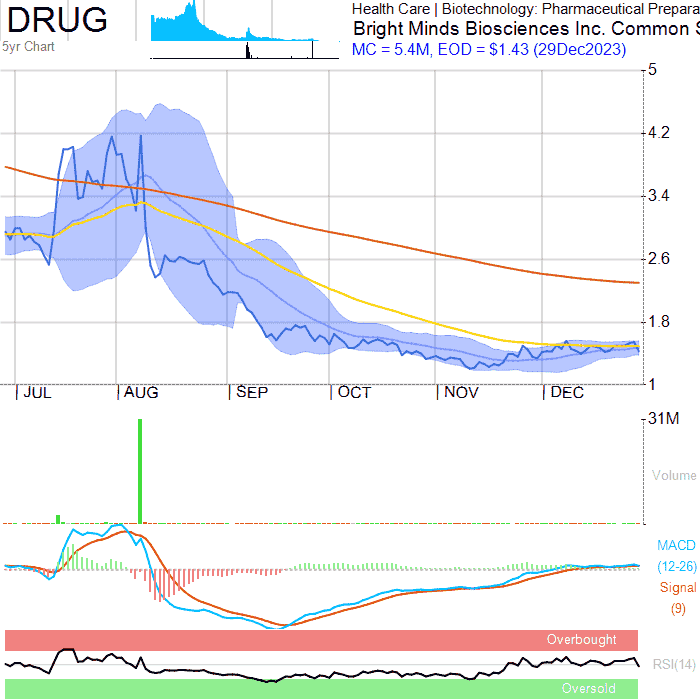 DRUG
5yr Chart
Health Care | Biotechnology: Pharmaceutical Prepara
Bright Minds Biosciences Inc. Common S
MC = 5.4M, EOD = $1.43 (29Dec2023)
5
4.2
3.4
2.6
1.8
1
JUL
AUG
SEP
OCT
NOV
DEC
31M
Volume
MACD
(12-26)
Signal
(9)
Overbought
RSI(14)
Oversold